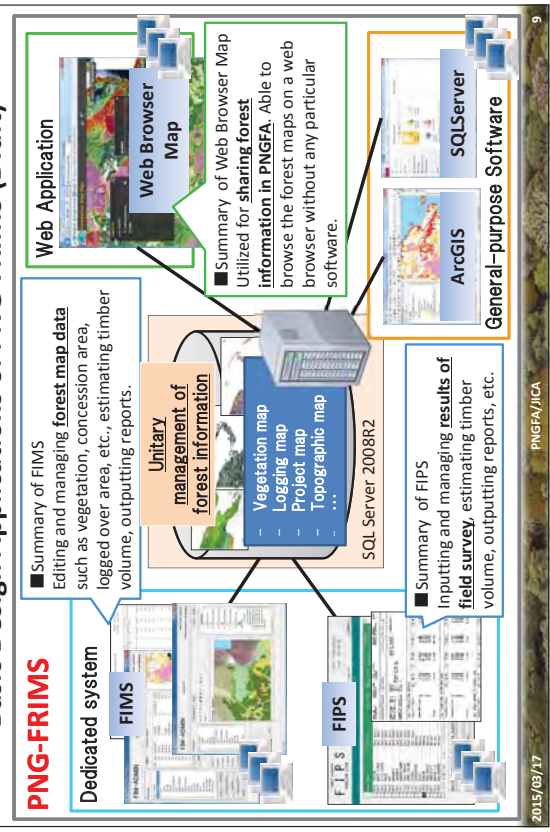 PNG-FRIMS
Dedicated system
FIMS
FIPS
■Summary of FIMS
Editing and managing forest map data
such as vegetation, concession area,
logged over area, etc., estimating timber
volume, outputting reports.
Unitary
management of
forest information
- Vegetation map
- Logging map
- Project map
- Topographic map
- …
SQL Server 2008R2
■ Summary of FIPS
Inputting and managing results of
field survey, estimating timber
volume, outputting reports, etc.
Web Application
Web Browser
Map
■Summary of Web Browser Map
Utilized for sharing forest
information in PNGFA. Able to
browse the forest maps on a web
browser without any particular
software.
ArcGIS
SQLServer
General-purpose Software
2015/03/17
PNGFA/JICA
9